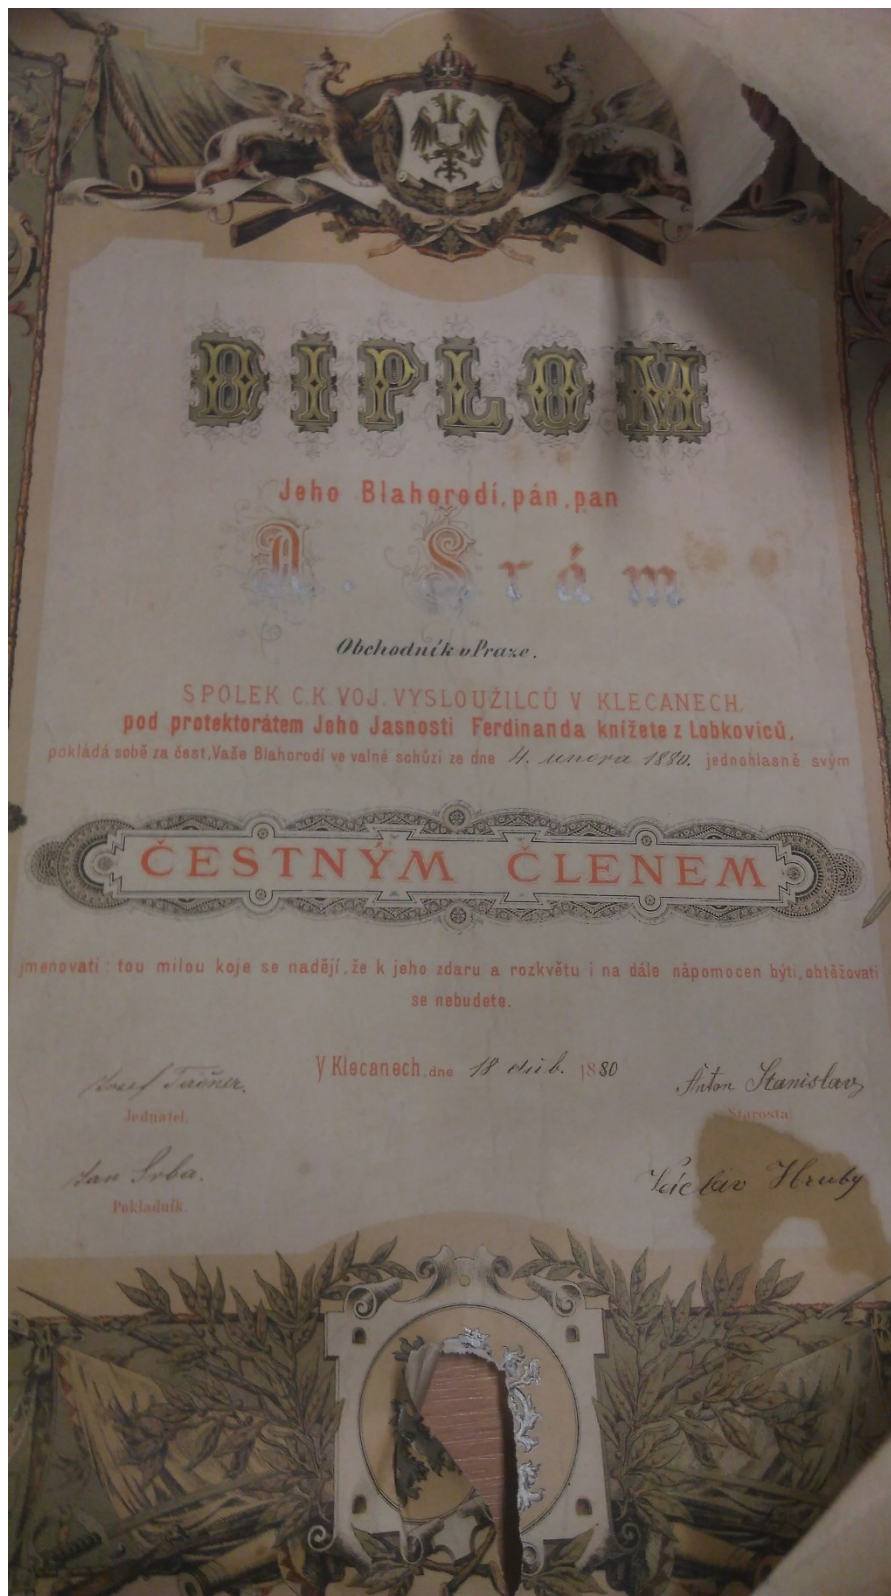 DIPLOM
Jeho Blahorodí, pán, pan
A. Šrám
Obchodník v Praze.
SPOLEK C.K. VOJ. VYSLOUŽILCŮ V KLECANECH,
pod protektorátem Jeho Jasnosti Ferdinanda knížete z Lobkoviců,
pokládá sobě za čest, Vaše Blahorodí ve valné schůzi ze dne 4. února 1880. jednohlasně svým
ČESTNÝM ČLENEM
jmenovati: tou milou koje se nadějí, že k jeho zdaru a rozkvětu i na dále nápomocen býti, obtěžovati
se nebudete.
V Klecanech, dne 18 dub. 1880
Josef
Anton Stanislav
Jednatel.
Starosta
Jan Srba.
Václav Hruby
Pokladník.